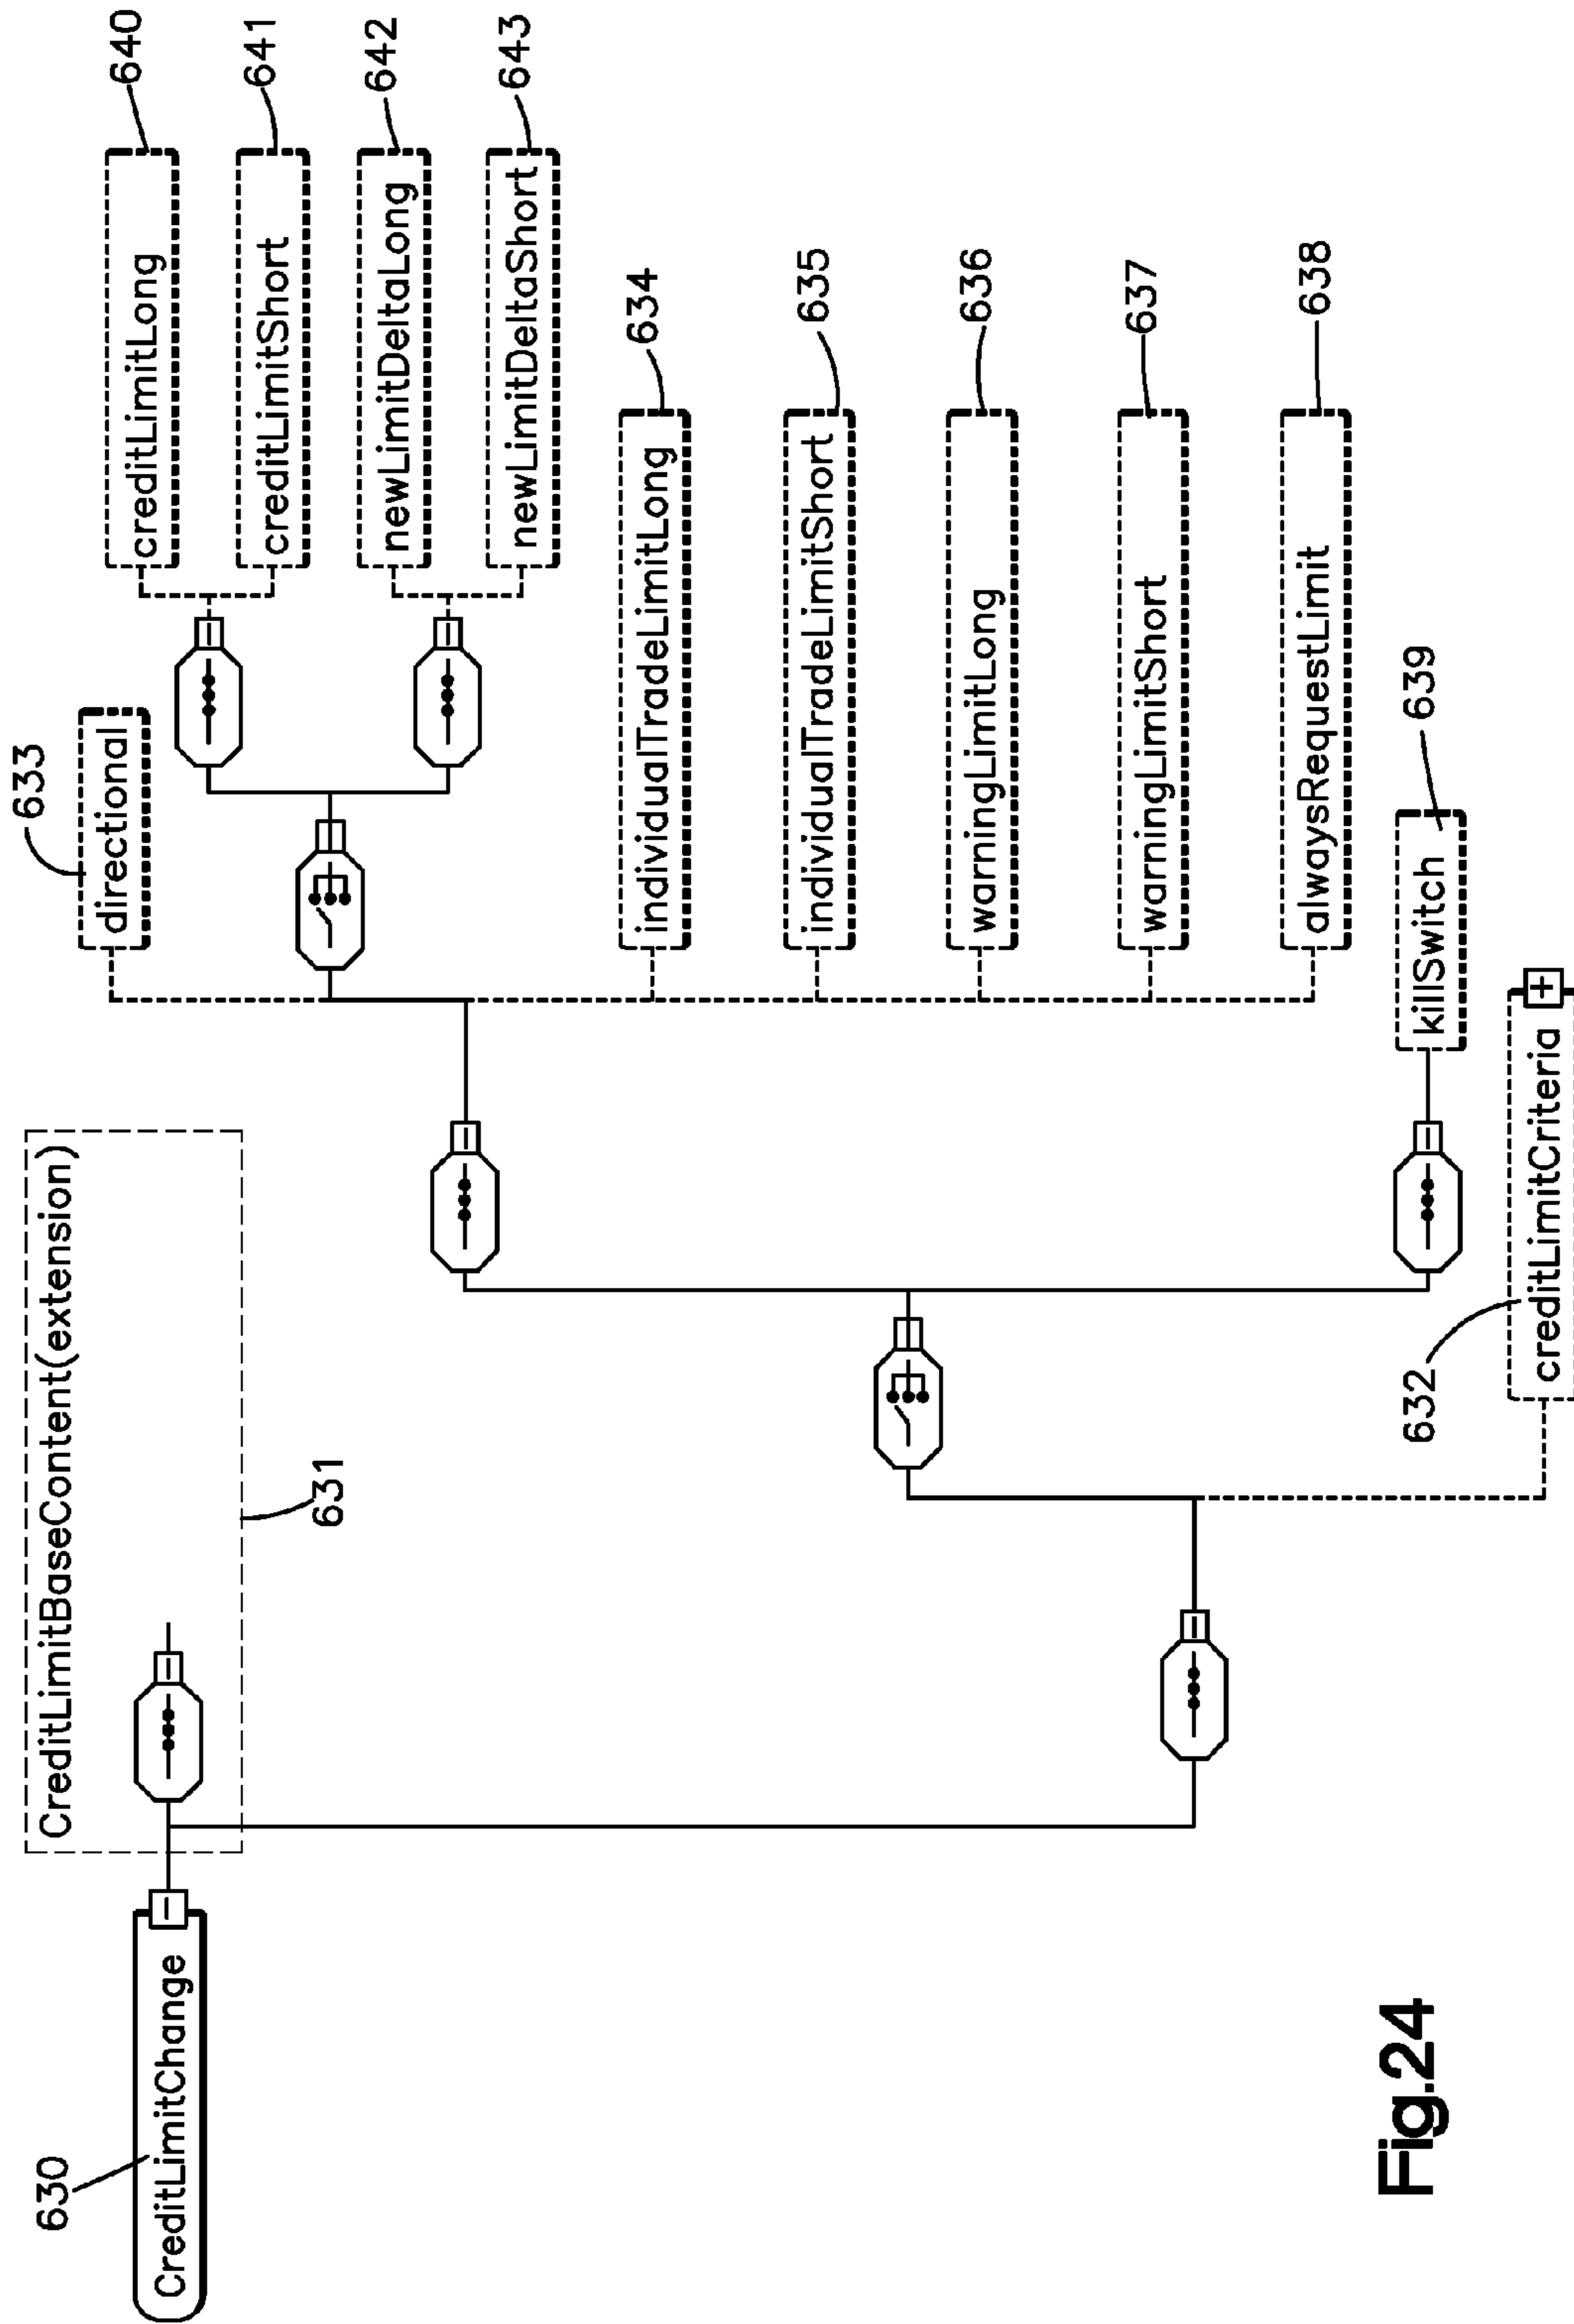 630
CreditLimitChange
CreditLimitBaseContent(extension)
631
633
directional
creditLimitLong
640
creditLimitShort
641
newLimitDeltaLong
642
newLimitDeltaShort
643
individualTradeLimitLong
634
individualTradeLimitShort
635
warningLimitLong
636
warningLimitShort
637
alwaysRequestLimit
638
killSwitch
639
632
creditLimitCriteria
Fig.24